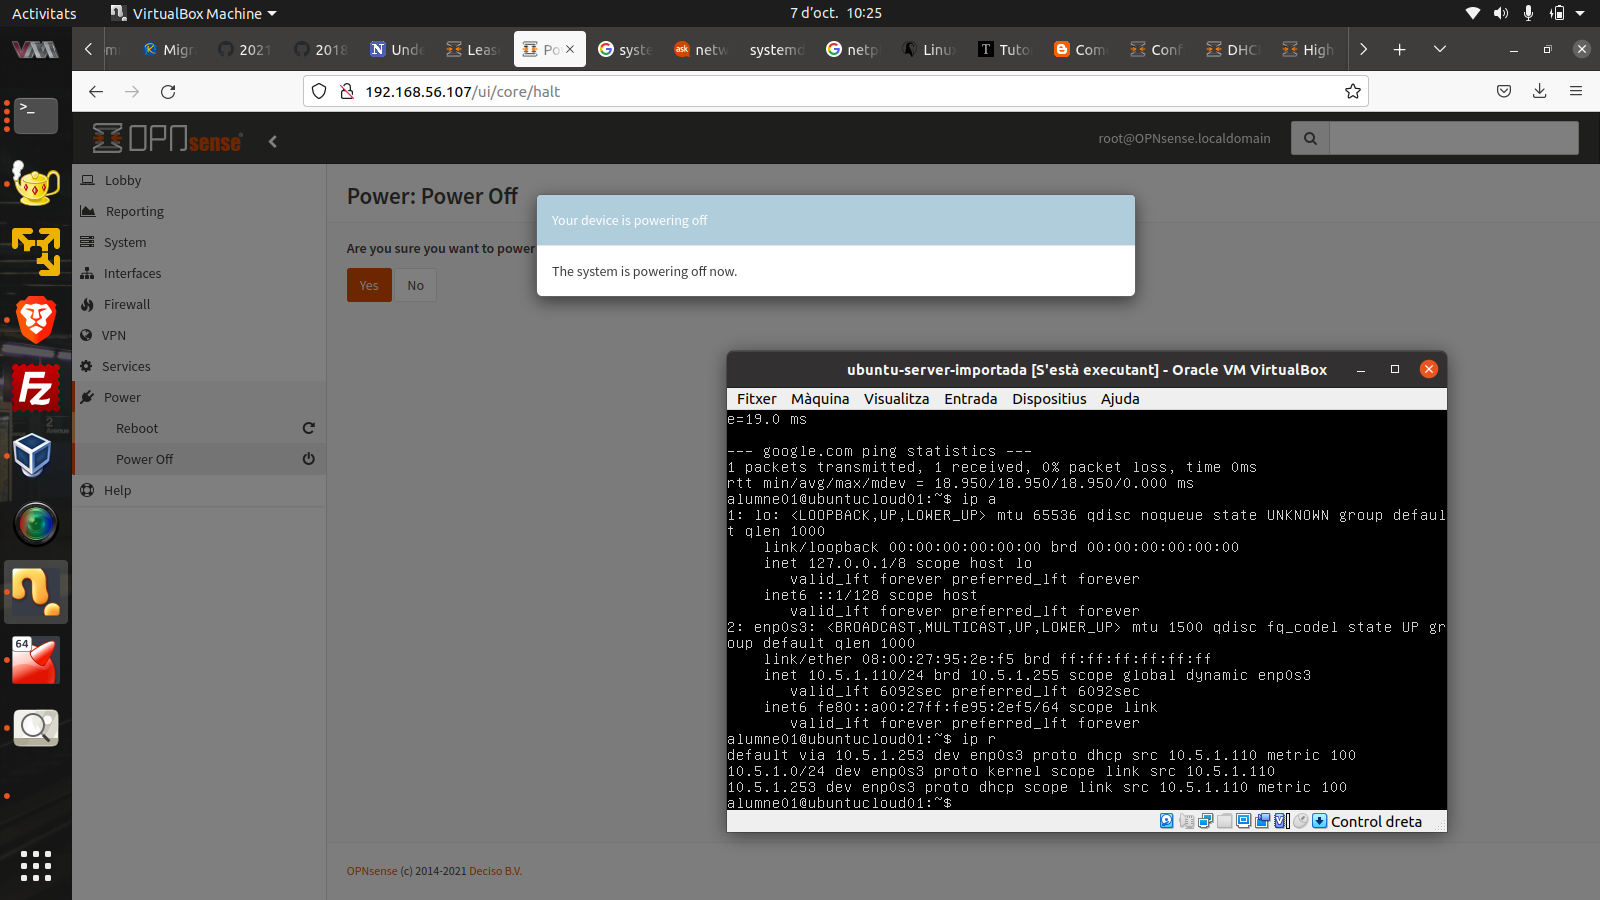 Activitats
VirtualBox Machine
7 d'oct. 10:25
Migr
2021
2018
Unde
Leas
Po
syste
netw
systemd
netpl
Linux
Tuto
Com
Conf
DHC
High
192.168.56.107/ui/core/halt
OPNsense
root@OPNsense.localdomain
Lobby
Reporting
System
Interfaces
Firewall
VPN
Services
Power
Reboot
Power Off
Help
Power: Power Off
Are you sure you want to power
Yes
No
Your device is powering off
The system is powering off now.
ubuntu-server-importada [S'està executant] - Oracle VM VirtualBox
Fitxer Màquina Visualitza Entrada Dispositius Ajuda
e=19.0 ms
--- google.com ping statistics ---
1 packets transmitted, 1 received, 0% packet loss, time 0ms
rtt min/avg/max/mdev = 18.950/18.950/18.950/0.000 ms
alumne01@ubuntucloud01:~$ ip a
1: lo: <LOOPBACK,UP,LOWER_UP> mtu 65536 qdisc noqueue state UNKNOWN group defaul
t qlen 1000
link/loopback 00:00:00:00:00:00 brd 00:00:00:00:00:00
inet 127.0.0.1/8 scope host lo
valid_lft forever preferred_lft forever
inet6 ::1/128 scope host
valid_lft forever preferred_lft forever
2: enp0s3: <BROADCAST,MULTICAST,UP,LOWER_UP> mtu 1500 qdisc fq_codel state UP gr
oup default qlen 1000
link/ether 08:00:27:95:2e:f5 brd ff:ff:ff:ff:ff:ff
inet 10.5.1.110/24 brd 10.5.1.255 scope global dynamic enp0s3
valid_lft 6092sec preferred_lft 6092sec
inet6 fe80::a00:27ff:fe95:2ef5/64 scope link
valid_lft forever preferred_lft forever
alumne01@ubuntucloud01:~$ ip r
default via 10.5.1.253 dev enp0s3 proto dhcp src 10.5.1.110 metric 100
10.5.1.0/24 dev enp0s3 proto kernel scope link src 10.5.1.110
10.5.1.253 dev enp0s3 proto dhcp scope link src 10.5.1.110 metric 100
alumne01@ubuntucloud01:~$
Control dreta
OPNsense (c) 2014-2021 Deciso B.V.
64